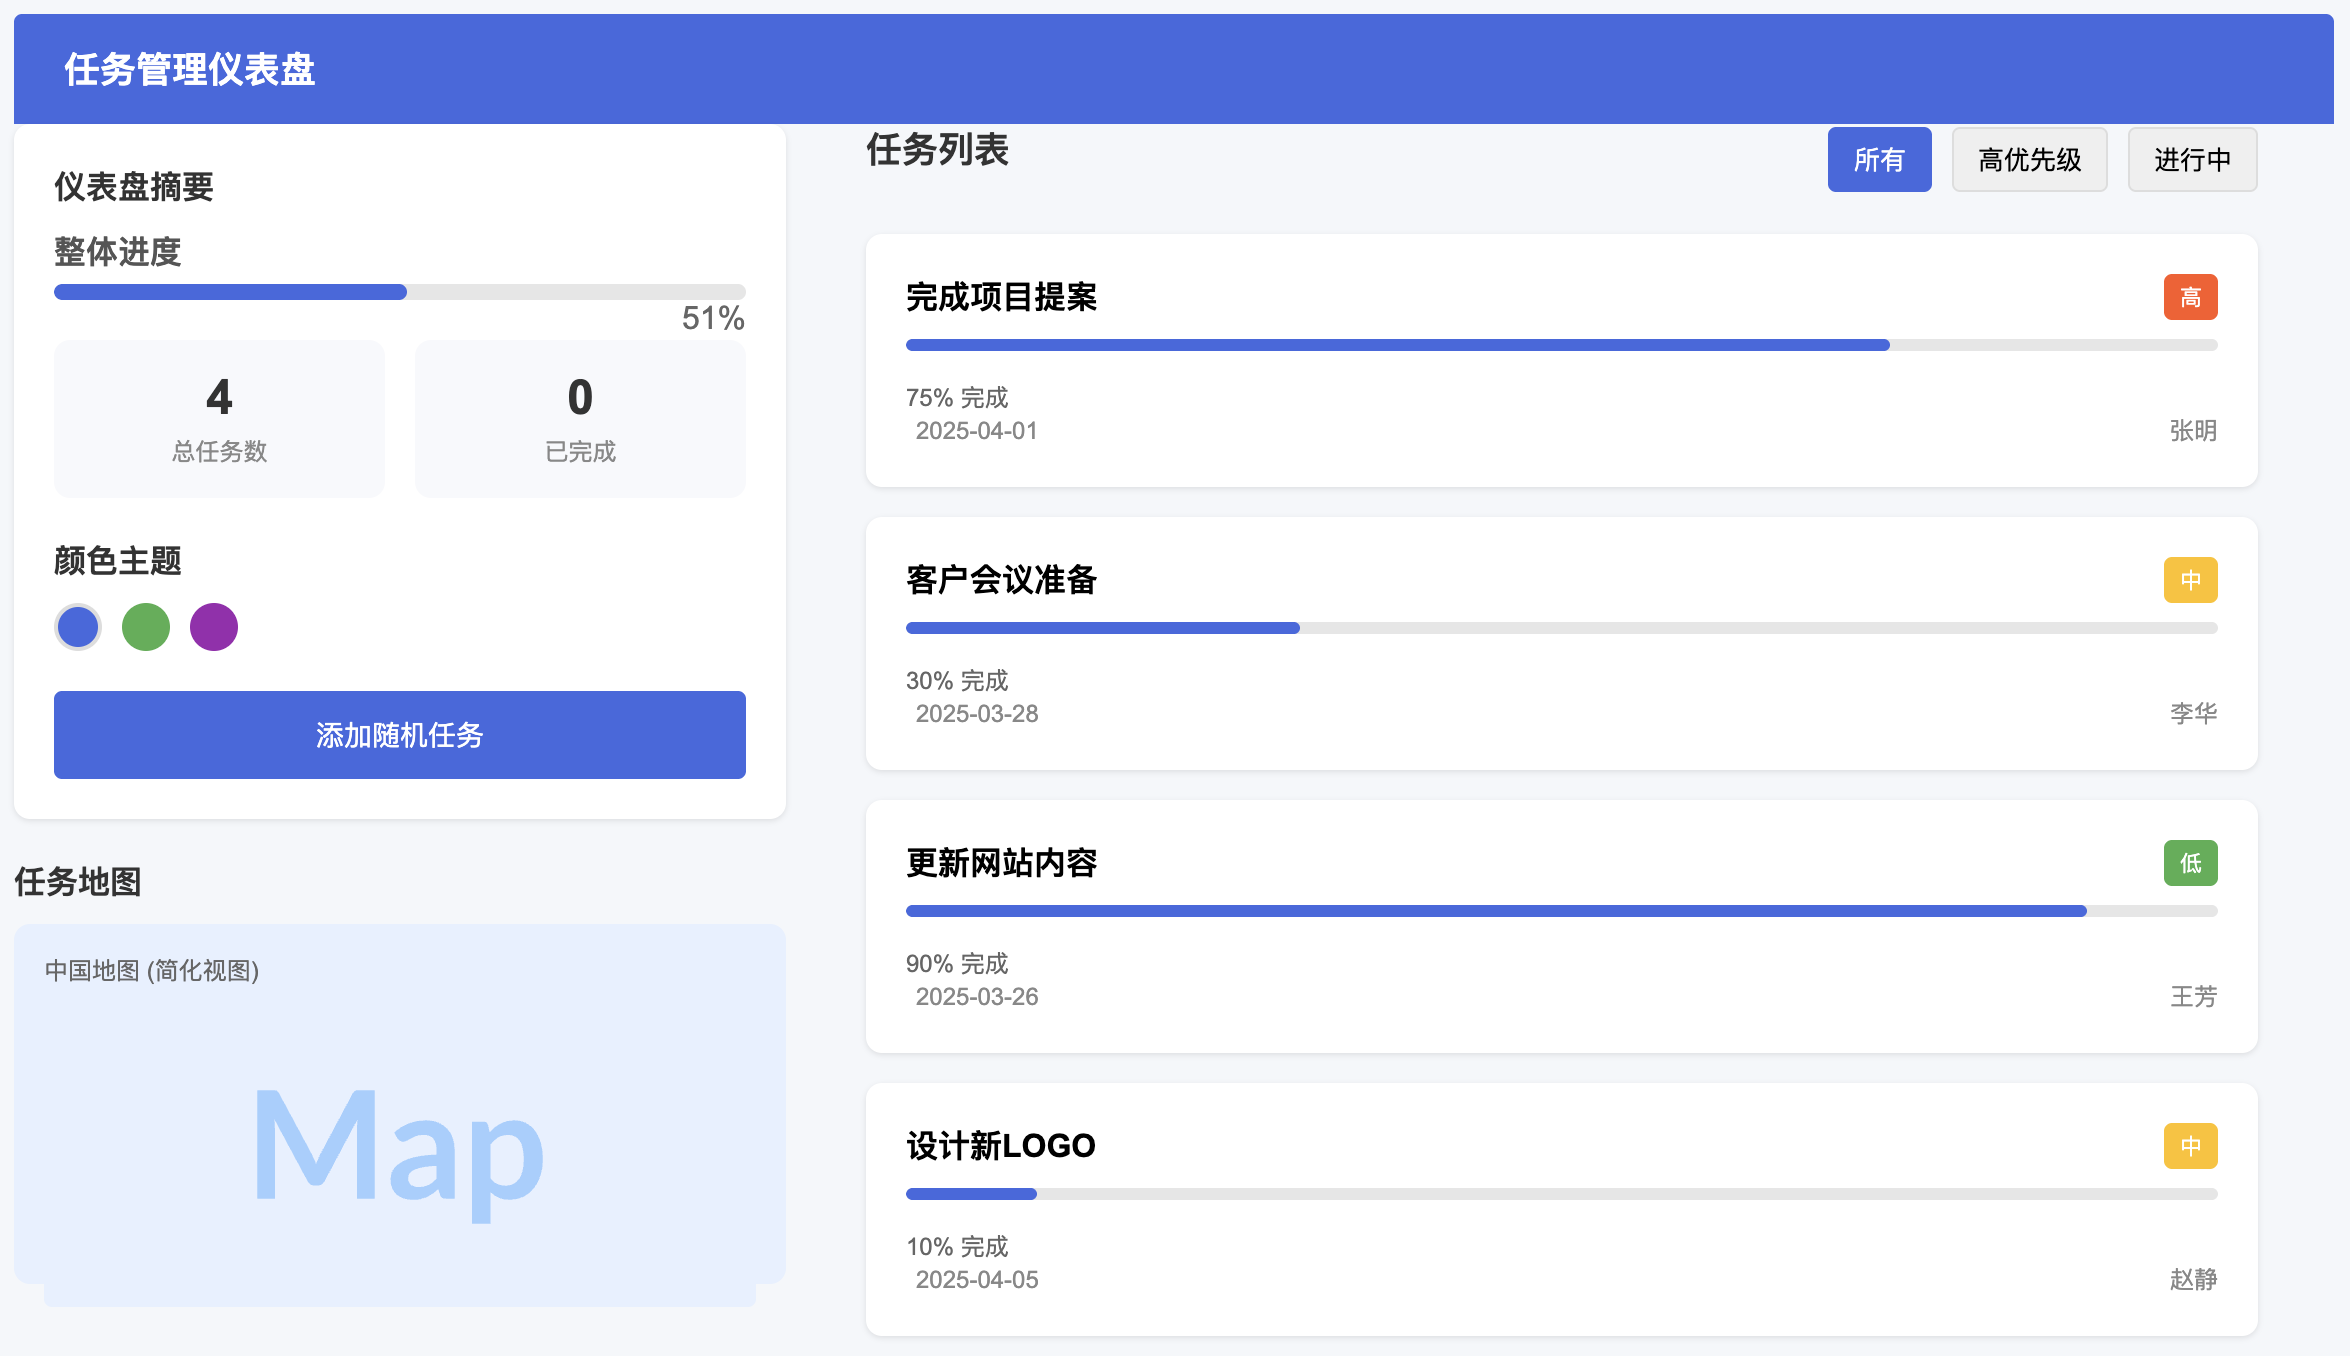 任务管理仪表盘
仪表盘摘要
整体进度
51%
4
总任务数
0
已完成
颜色主题
添加随机任务
任务地图
中国地图 (简化视图)
Map
任务列表
所有
高优先级
进行中
完成项目提案
高
75% 完成
2025-04-01
张明
客户会议准备
中
30% 完成
2025-03-28
李华
更新网站内容
低
90% 完成
2025-03-26
王芳
设计新LOGO
中
10% 完成
2025-04-05
赵静